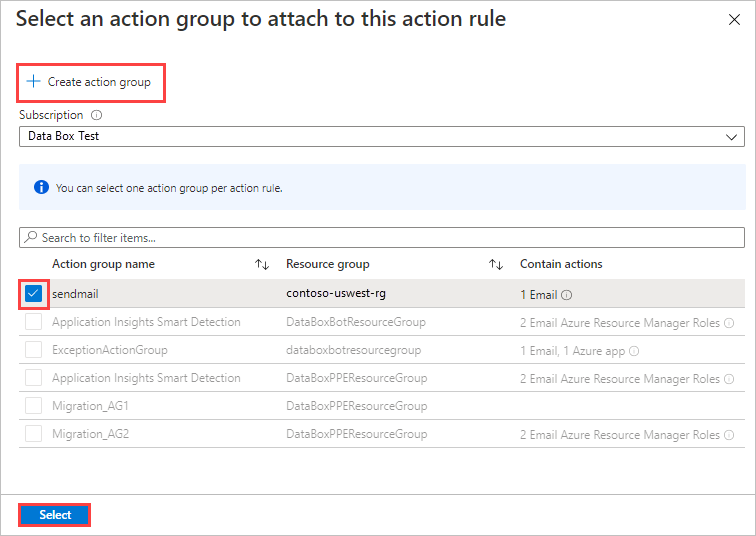 Select an action group to attach to this action rule
Create action group
Subscription
Data Box Test
You can select one action group per action rule.
Search to filter items...
Action group name Resource group Contain actions
sendmail contoso-uswest-rg 1 Email
Application Insights Smart Detection DataBoxBotResourceGroup 2 Email Azure Resource Manager Roles
ExceptionActionGroup databoxbotresourcegroup 1 Email, 1 Azure app
Application Insights Smart Detection DataBoxPPEResourceGroup 2 Email Azure Resource Manager Roles
Migration_AG1 DataBoxPPEResourceGroup
Migration_AG2 DataBoxPPEResourceGroup 2 Email Azure Resource Manager Roles
Select